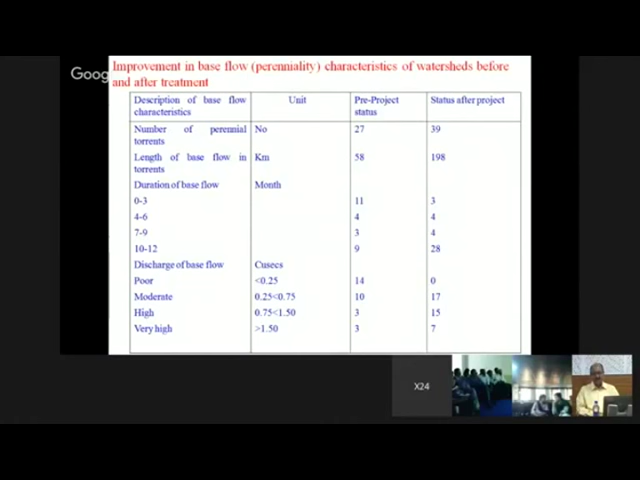 Goog
Improvement in base flow (perenniality) characteristics of watersheds before
and after treatment
Description of base flow characteristics Unit Pre-Project status Status after project
Number of perennial torrents No 27 39
Length of base flow in torrents Km 58 198
Duration of base flow Month
0-3 11 3
4-6 4 4
7-9 3 4
10-12 9 28
Discharge of base flow Cusecs
Poor <0.25 14 0
Moderate 0.25<0.75 10 17
High 0.75<1.50 3 15
Very high >1.50 3 7
X24